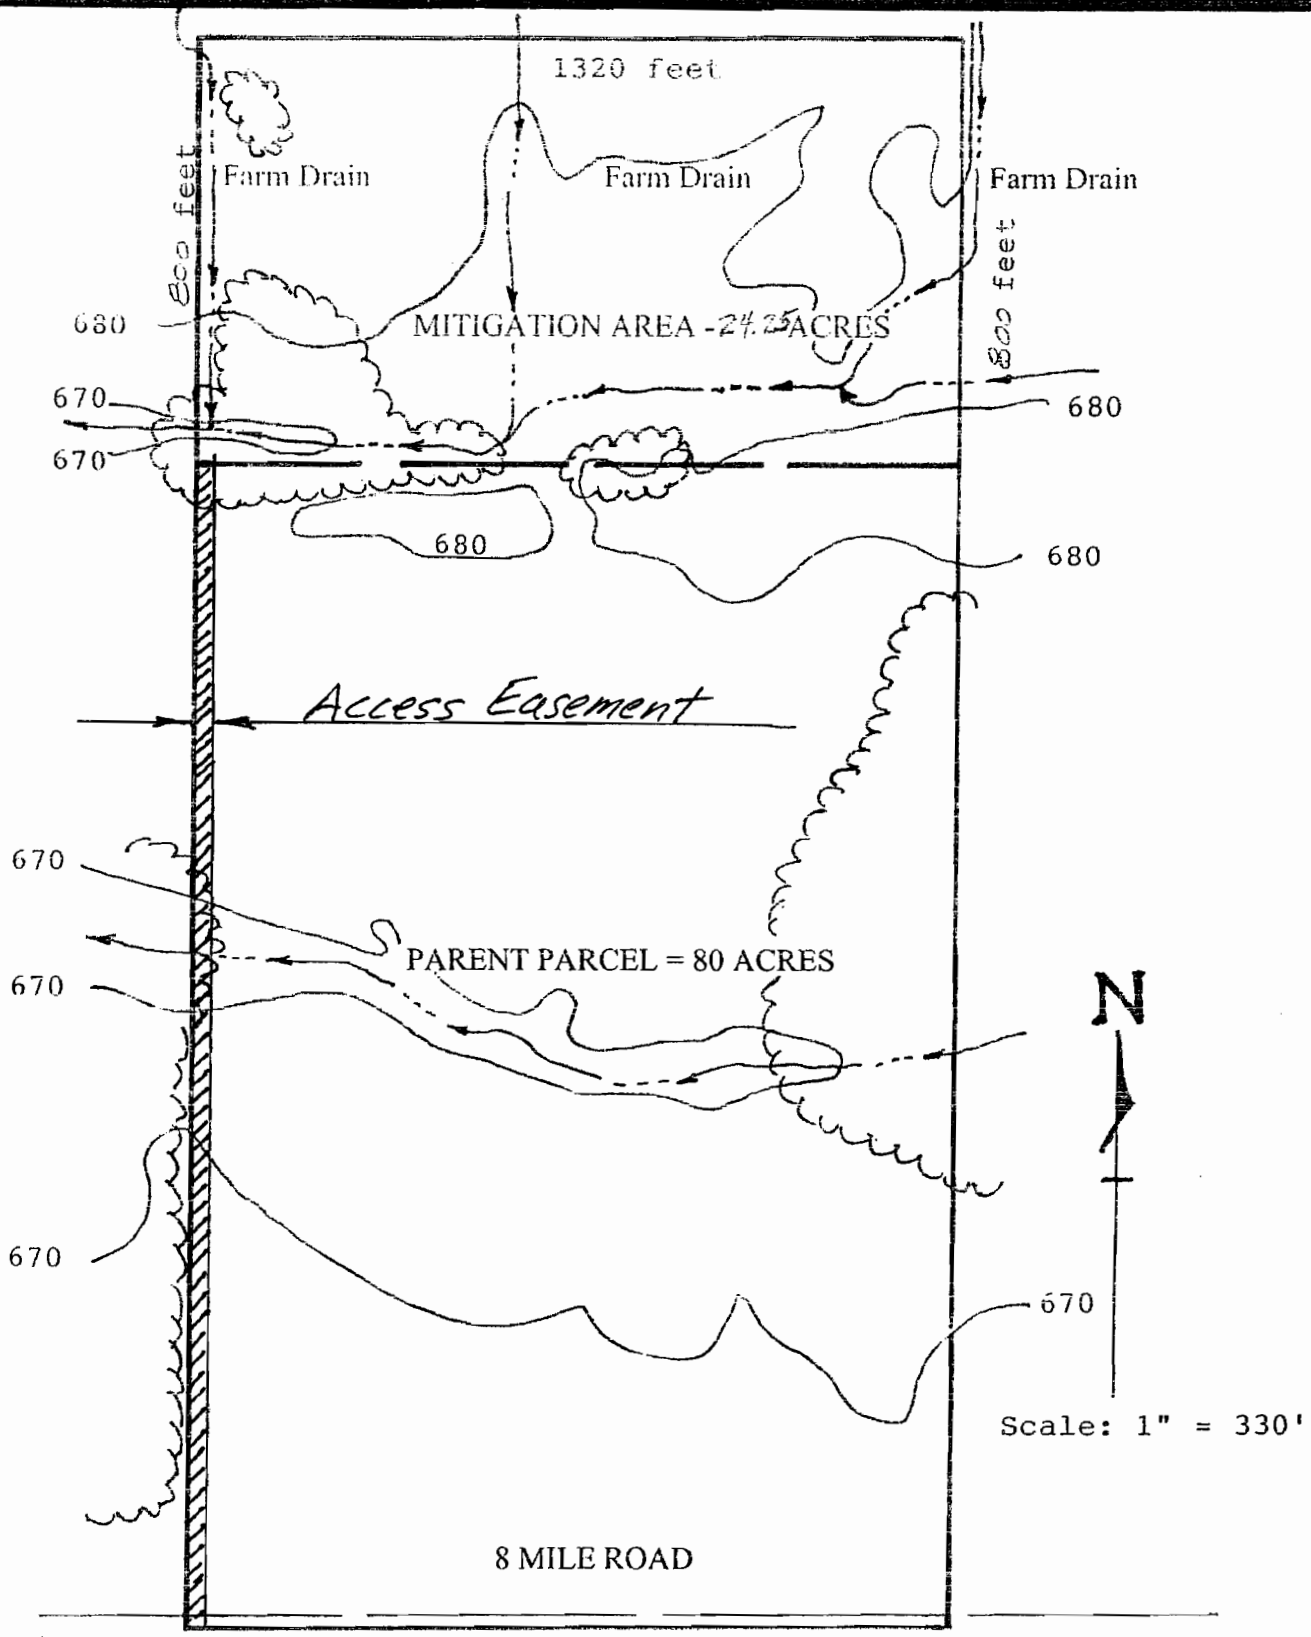 1320 feet
Farm Drain
Farm Drain
Farm Drain
800 feet
800 feet
680
MITIGATION AREA - 24.25 ACRES
670
680
670
680
680
Access Easement
670
PARENT PARCEL = 80 ACRES
670
N
670
670
Scale: 1" = 330'
8 MILE ROAD